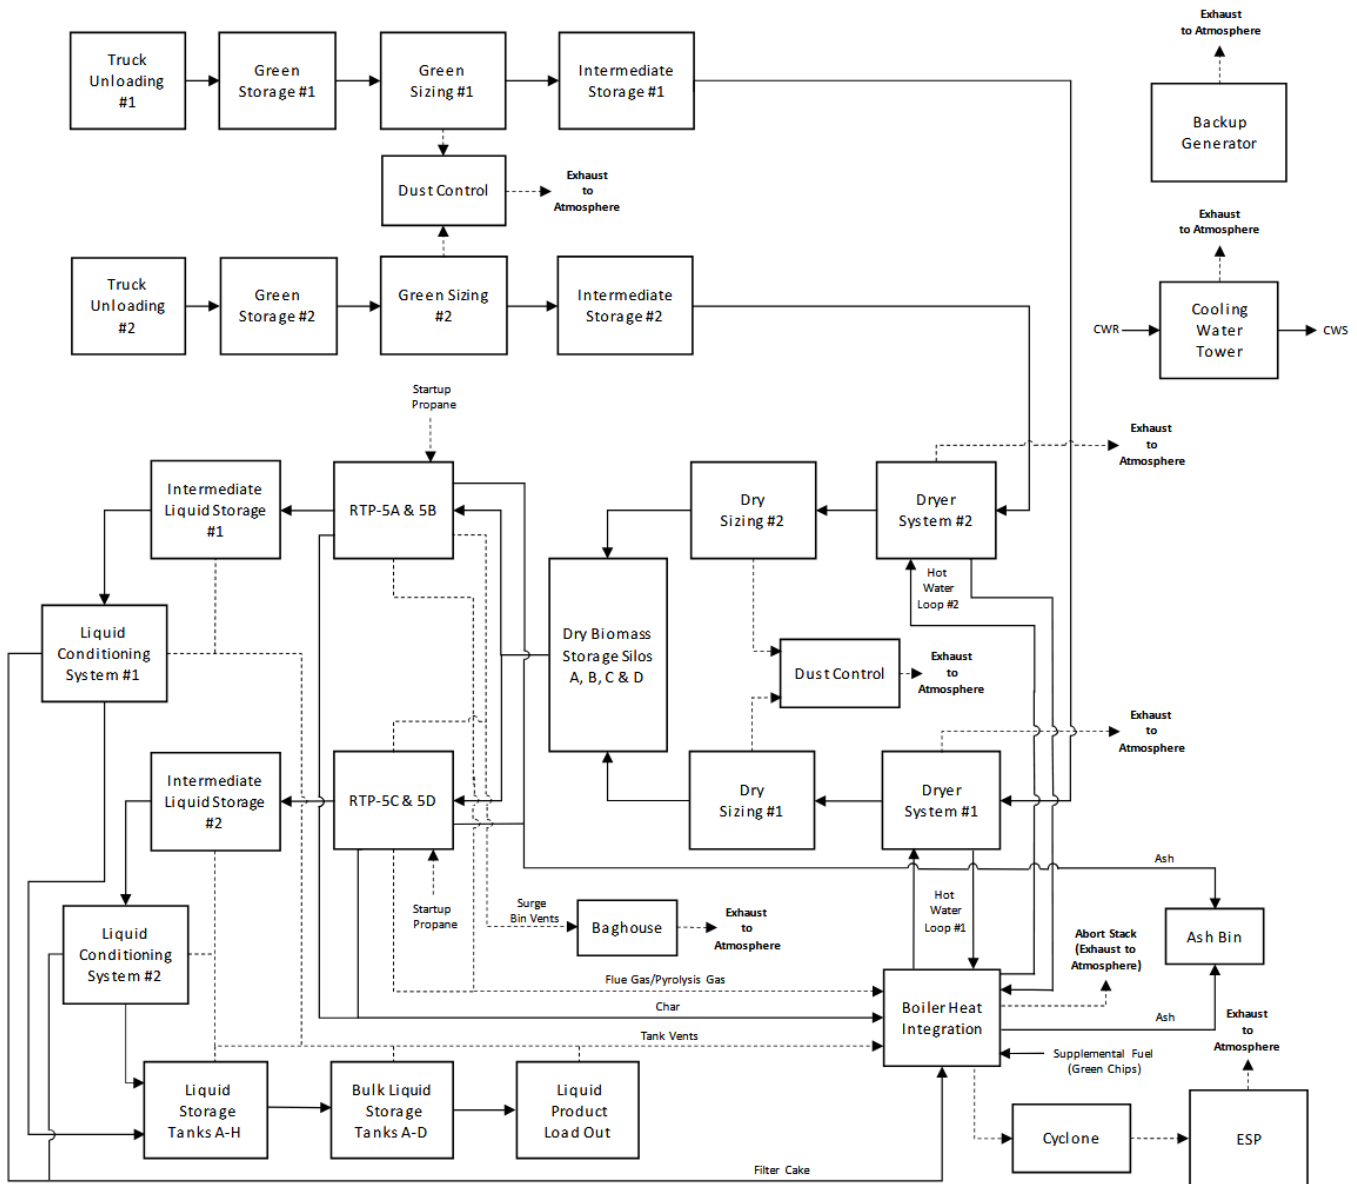 Exhaust
to Atmosphere
Truck
Unloading
#1
Green
Storage #1
Green
Sizing #1
Intermediate
Storage #1
Backup
Generator
Dust Control
Exhaust
to
Atmosphere
Exhaust
to Atmosphere
Truck
Unloading
#2
Green
Storage #2
Green Sizing
#2
Intermediate
Storage #2
CWR
Cooling
Water
Tower
CWS
Startup
Propane
Exhaust
to
Atmosphere
Intermediate
Liquid Storage
#1
RTP-5A & 5B
Dry
Sizing #2
Dryer
System #2
Hot
Water
Loop #2
Liquid
Conditioning
System #1
Dry Biomass
Storage Silos
A, B, C & D
Dust Control
Exhaust
to
Atmosphere
Exhaust
to
Atmosphere
Intermediate
Liquid Storage
#2
RTP-5C & 5D
Dry
Sizing #1
Dryer
System #1
Ash
Startup
Propane
Surge
Bin Vents
Baghouse
Exhaust
to
Atmosphere
Hot
Water
Loop #1
Abort Stack
(Exhaust to
Atmosphere)
Ash Bin
Liquid
Conditioning
System #2
Flue Gas/Pyrolysis Gas
Char
Boiler Heat
Integration
Ash
Exhaust
to
Atmosphere
Tank Vents
Supplemental Fuel
(Green Chips)
Liquid
Storage
Tanks A-H
Bulk Liquid
Storage
Tanks A-D
Liquid
Product
Load Out
Cyclone
ESP
Filter Cake